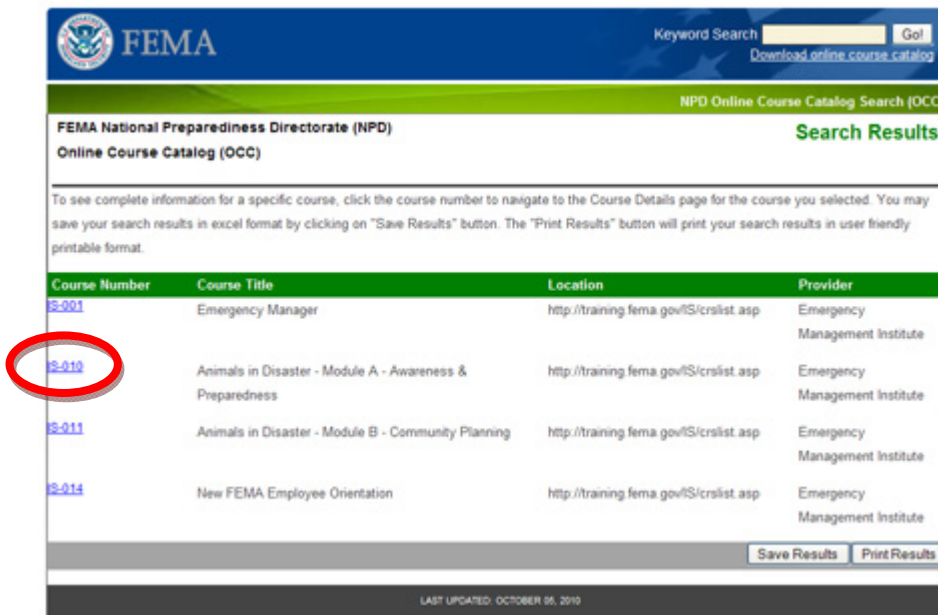 FEMA
Keyword Search Go!
Download online course catalog
NPD Online Course Catalog Search (OCC
FEMA National Preparediness Directorate (NPD)
Search Results
Online Course Catalog (OCC)
To see complete information for a specific course, click the course number to navigate to the Course Details page for the course you selected. You may
save your search results in excel format by clicking on "Save Results" button. The "Print Results" button will print your search results in user friendly
printable format.
Course Number Course Title Location Provider
IS-001 Emergency Manager http://training.fema.gov/IS/crslist.asp Emergency
Management Institute
IS-010 Animals in Disaster - Module A - Awareness & http://training.fema.gov/IS/crslist.asp Emergency
Preparedness Management Institute
IS-011 Animals in Disaster - Module B - Community Planning http://training.fema.gov/IS/crslist.asp Emergency
Management Institute
IS-014 New FEMA Employee Orientation http://training.fema.gov/IS/crslist.asp Emergency
Management Institute
Save Results Print Results
LAST UPDATED: OCTOBER 05, 2010